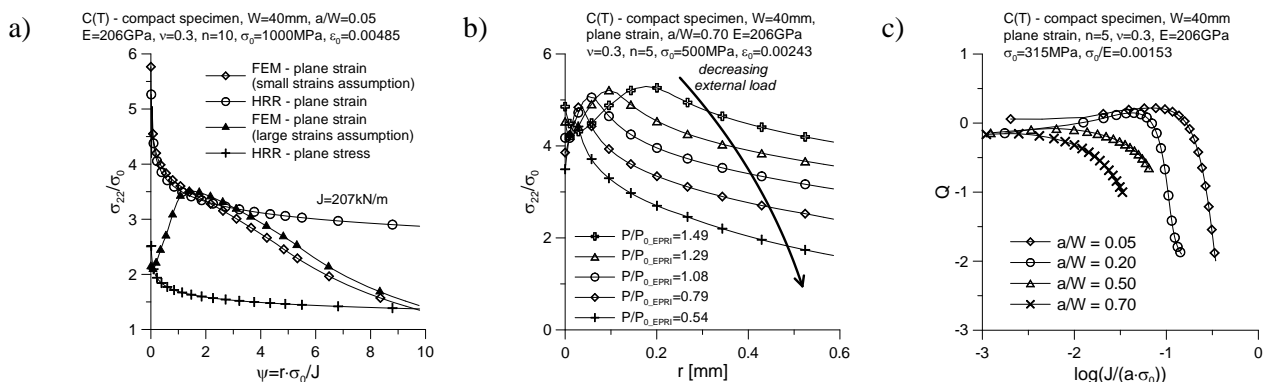 a)
C(T) - compact specimen, W=40mm, a/W=0.05
E=206GPa, ν=0.3, n=10, σ0=1000MPa, ε0=0.00485
6
5
4
3
2
1
σ22/σ0
FEM - plane strain
(small strains assumption)
HRR - plane strain
FEM - plane strain
(large strains assumption)
HRR - plane stress
J=207kN/m
0 2 4 6 8 10
ψ=r·σ0/J
b)
C(T) - compact specimen, W=40mm,
plane strain, a/W=0.70 E=206GPa
ν=0.3, n=5, σ0=500MPa, ε0=0.00243
6
4
2
0
σ22/σ0
decreasing
external load
P/P0_EPRI=1.49
P/P0_EPRI=1.29
P/P0_EPRI=1.08
P/P0_EPRI=0.79
P/P0_EPRI=0.54
0 0.2 0.4 0.6
r [mm]
c)
C(T) - compact specimen, W=40mm
plane strain, n=5, ν=0.3, E=206GPa
σ0=315MPa, σ0/E=0.00153
1
0
-1
-2
-3
Q
a/W = 0.05
a/W = 0.20
a/W = 0.50
a/W = 0.70
-3 -2 -1 0
log(J/(a·σ0)